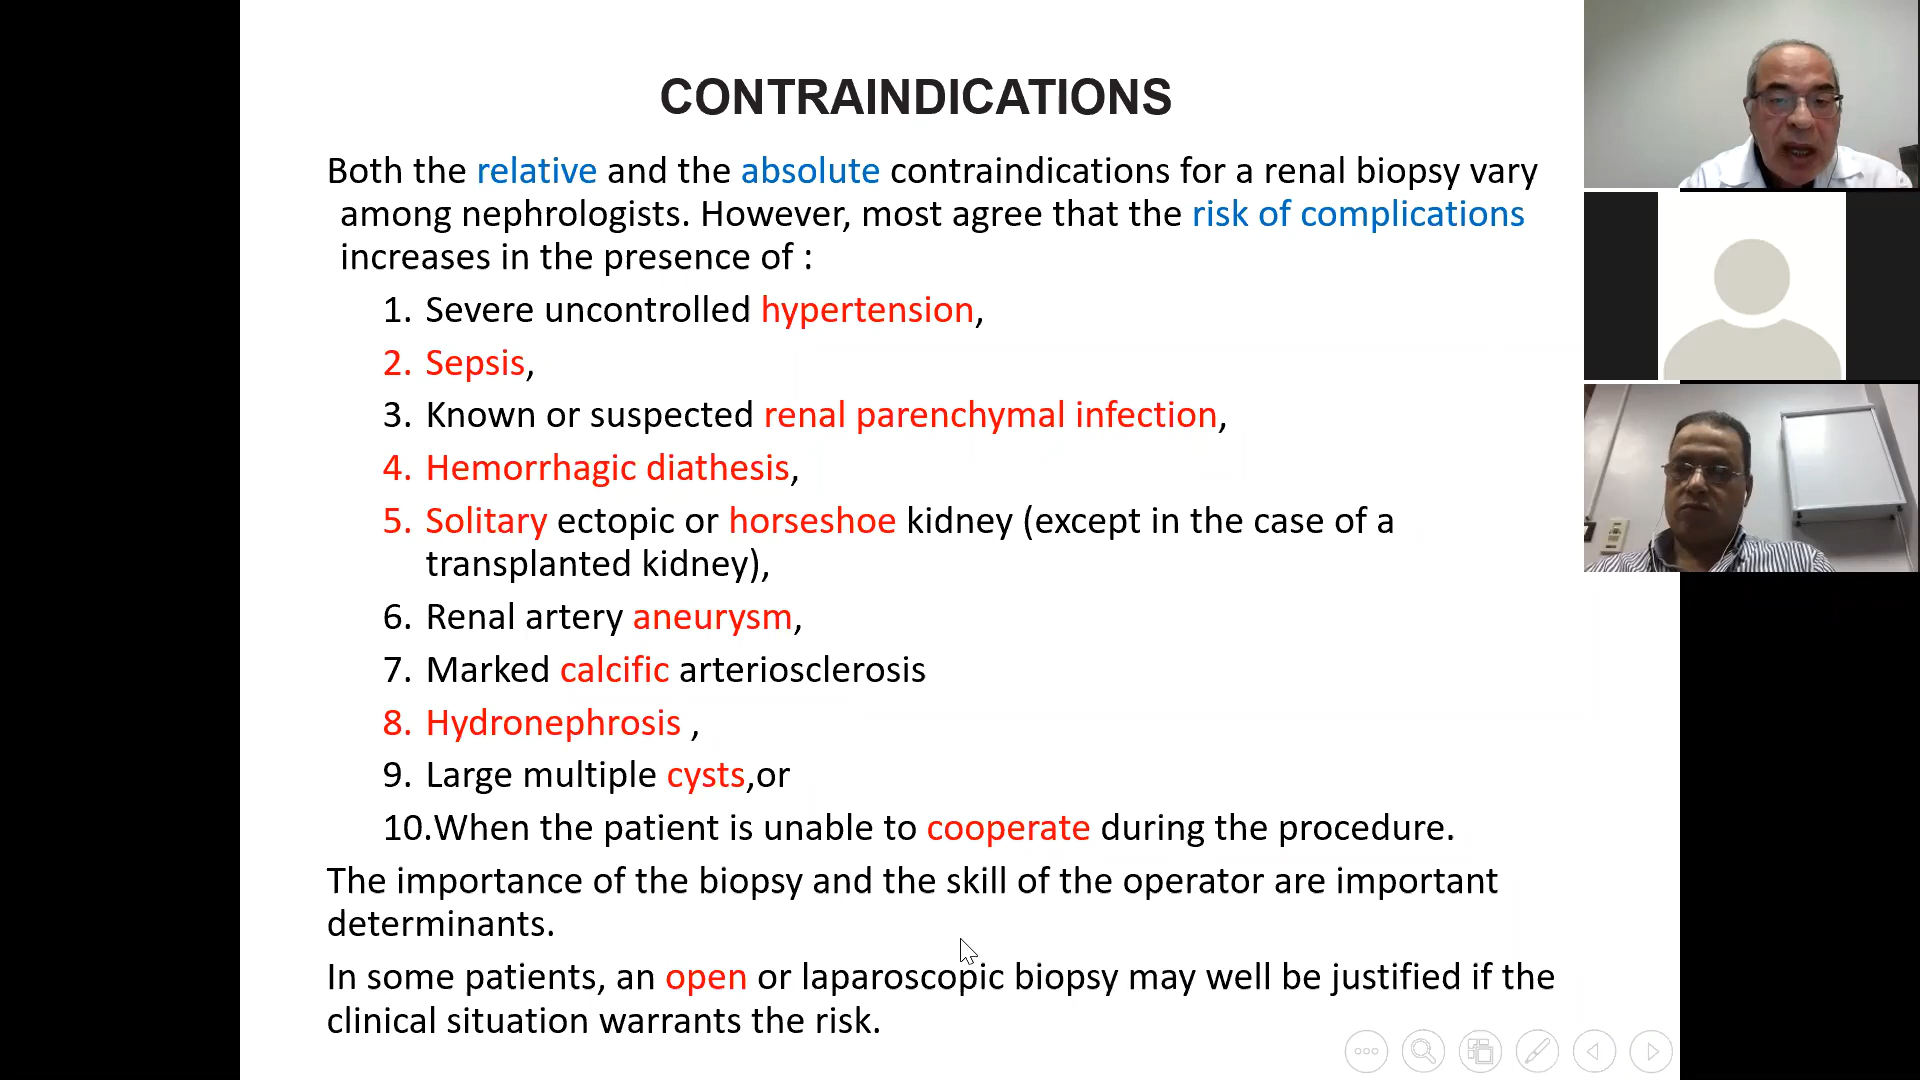 CONTRAINDICATIONS
Both the relative and the absolute contraindications for a renal biopsy vary
among nephrologists. However, most agree that the risk of complications
increases in the presence of :
1. Severe uncontrolled hypertension,
2. Sepsis,
3. Known or suspected renal parenchymal infection,
4. Hemorrhagic diathesis,
5. Solitary ectopic or horseshoe kidney (except in the case of a
transplanted kidney),
6. Renal artery aneurysm,
7. Marked calcific arteriosclerosis
8. Hydronephrosis ,
9. Large multiple cysts,or
10.When the patient is unable to cooperate during the procedure.
The importance of the biopsy and the skill of the operator are important
determinants.
In some patients, an open or laparoscopic biopsy may well be justified if the
clinical situation warrants the risk.